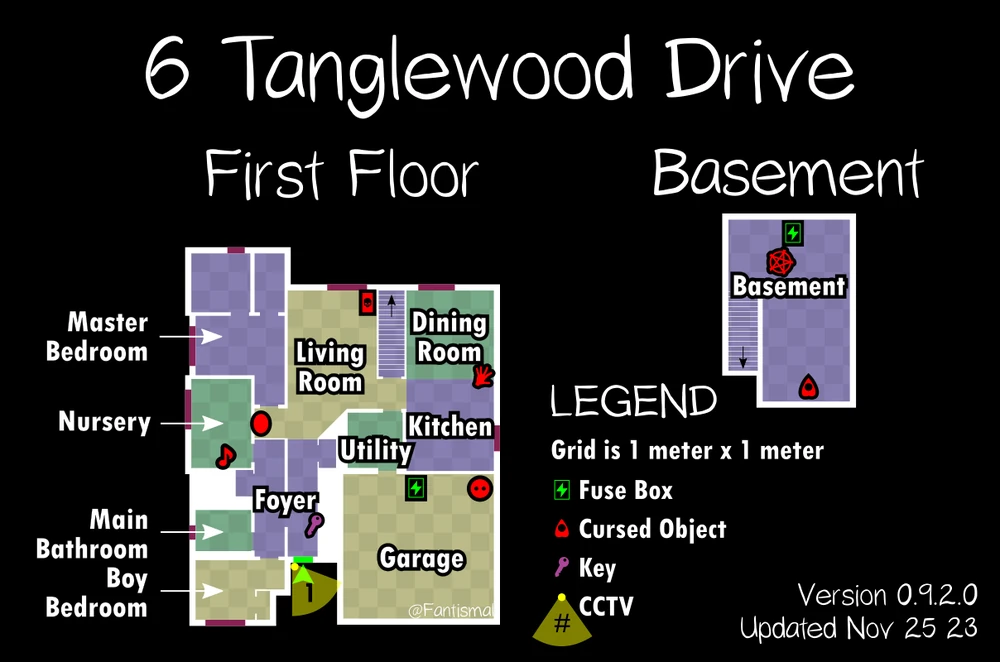 6 Tanglewood Drive
First Floor
Basement
Basement
Master
Bedroom
Living
Room
Dining
Room
Nursery
Kitchen
Utility
Foyer
Main
Bathroom
Boy
Bedroom
Garage
1
@Fantismal
LEGEND
Grid is 1 meter x 1 meter
Fuse Box
Cursed Object
Key
# CCTV
Version 0.9.2.0
Updated Nov 25 23